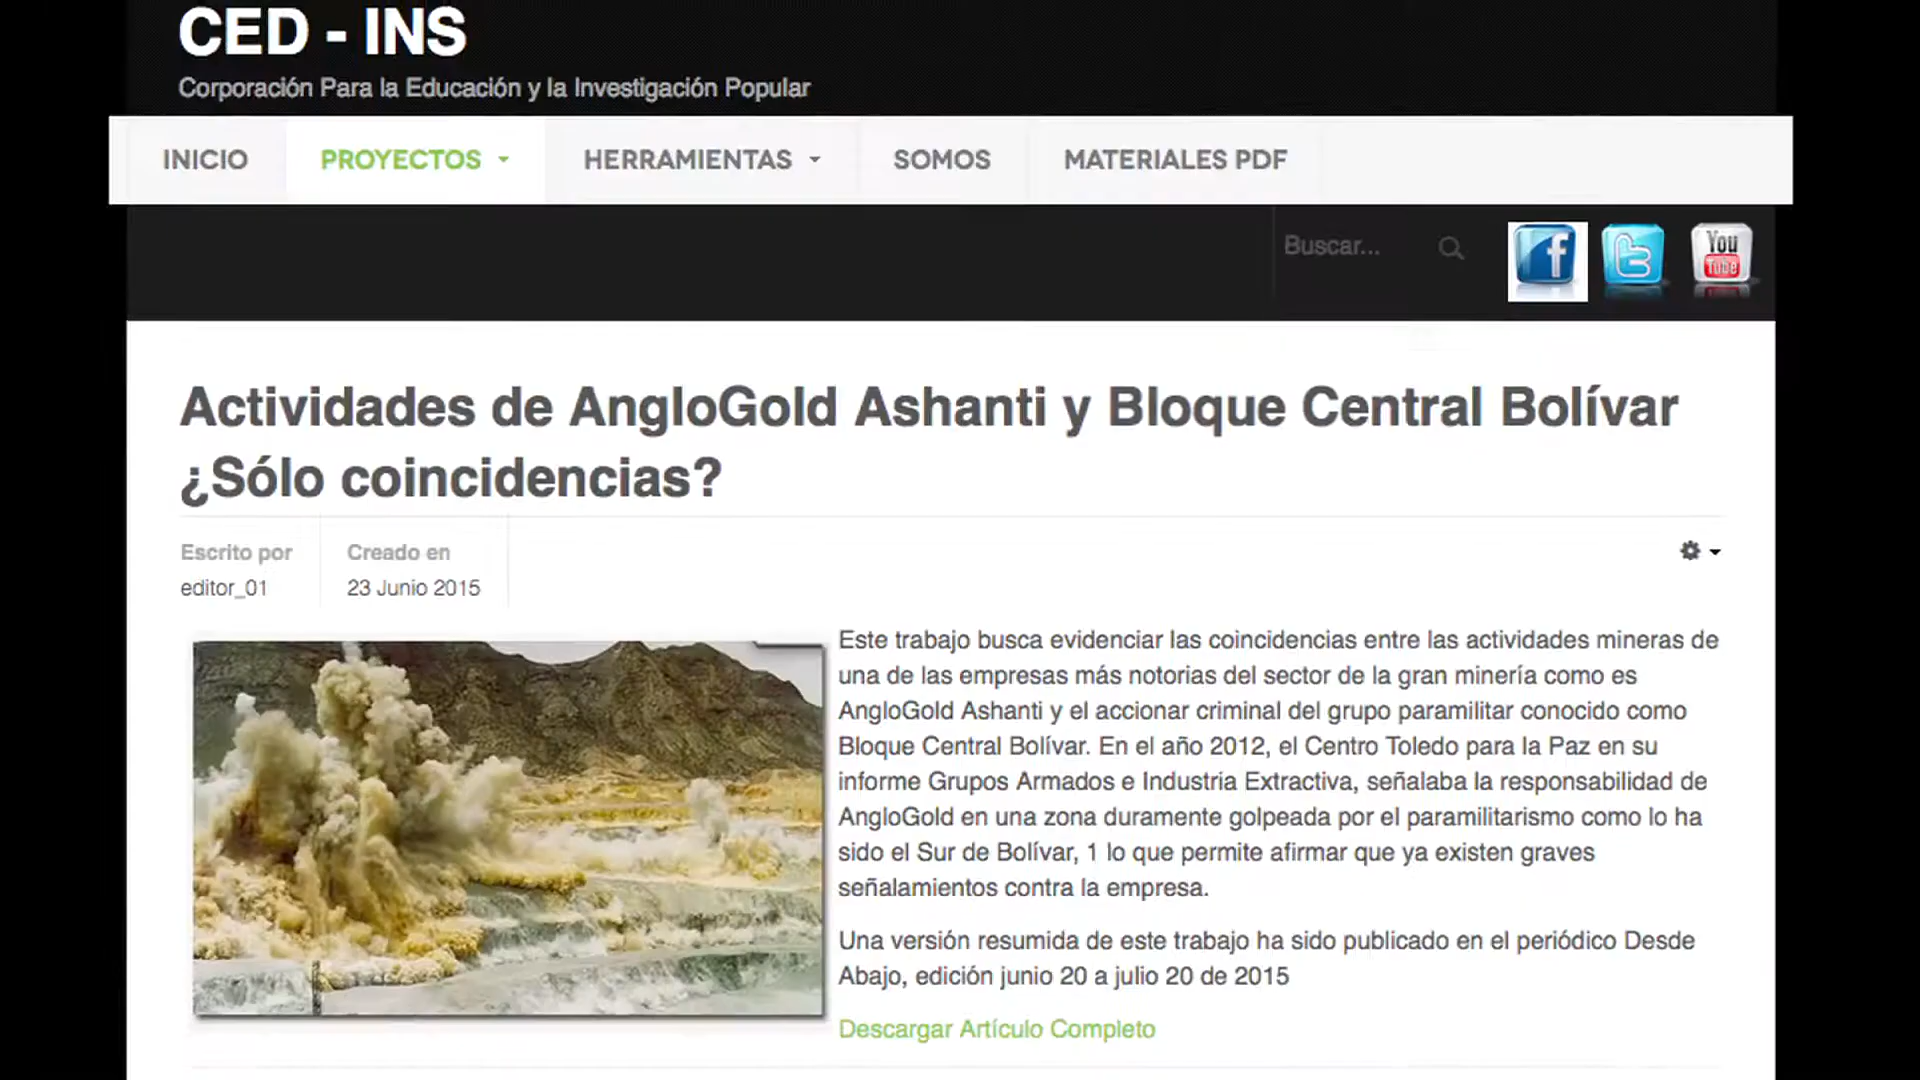 CED - INS
Corporación Para la Educación y la Investigación Popular
INICIO PROYECTOS HERRAMIENTAS SOMOS MATERIALES PDF
Buscar...
You
Tube
Actividades de AngloGold Ashanti y Bloque Central Bolívar
¿Sólo coincidencias?
Escrito por Creado en
editor_01 23 Junio 2015
Este trabajo busca evidenciar las coincidencias entre las actividades mineras de
una de las empresas más notorias del sector de la gran minería como es
AngloGold Ashanti y el accionar criminal del grupo paramilitar conocido como
Bloque Central Bolívar. En el año 2012, el Centro Toledo para la Paz en su
informe Grupos Armados e Industria Extractiva, señalaba la responsabilidad de
AngloGold en una zona duramente golpeada por el paramilitarismo como lo ha
sido el Sur de Bolívar, 1 lo que permite afirmar que ya existen graves
señalamientos contra la empresa.
Una versión resumida de este trabajo ha sido publicado en el periódico Desde
Abajo, edición junio 20 a julio 20 de 2015
Descargar Artículo Completo